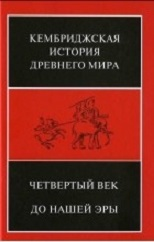 КЕМБРИДЖСКАЯ
ИСТОРИЯ
ДРЕВНЕГО МИРА
ЧЕТВЕРТЫЙ ВЕК
ДО НАШЕЙ ЭРЫ